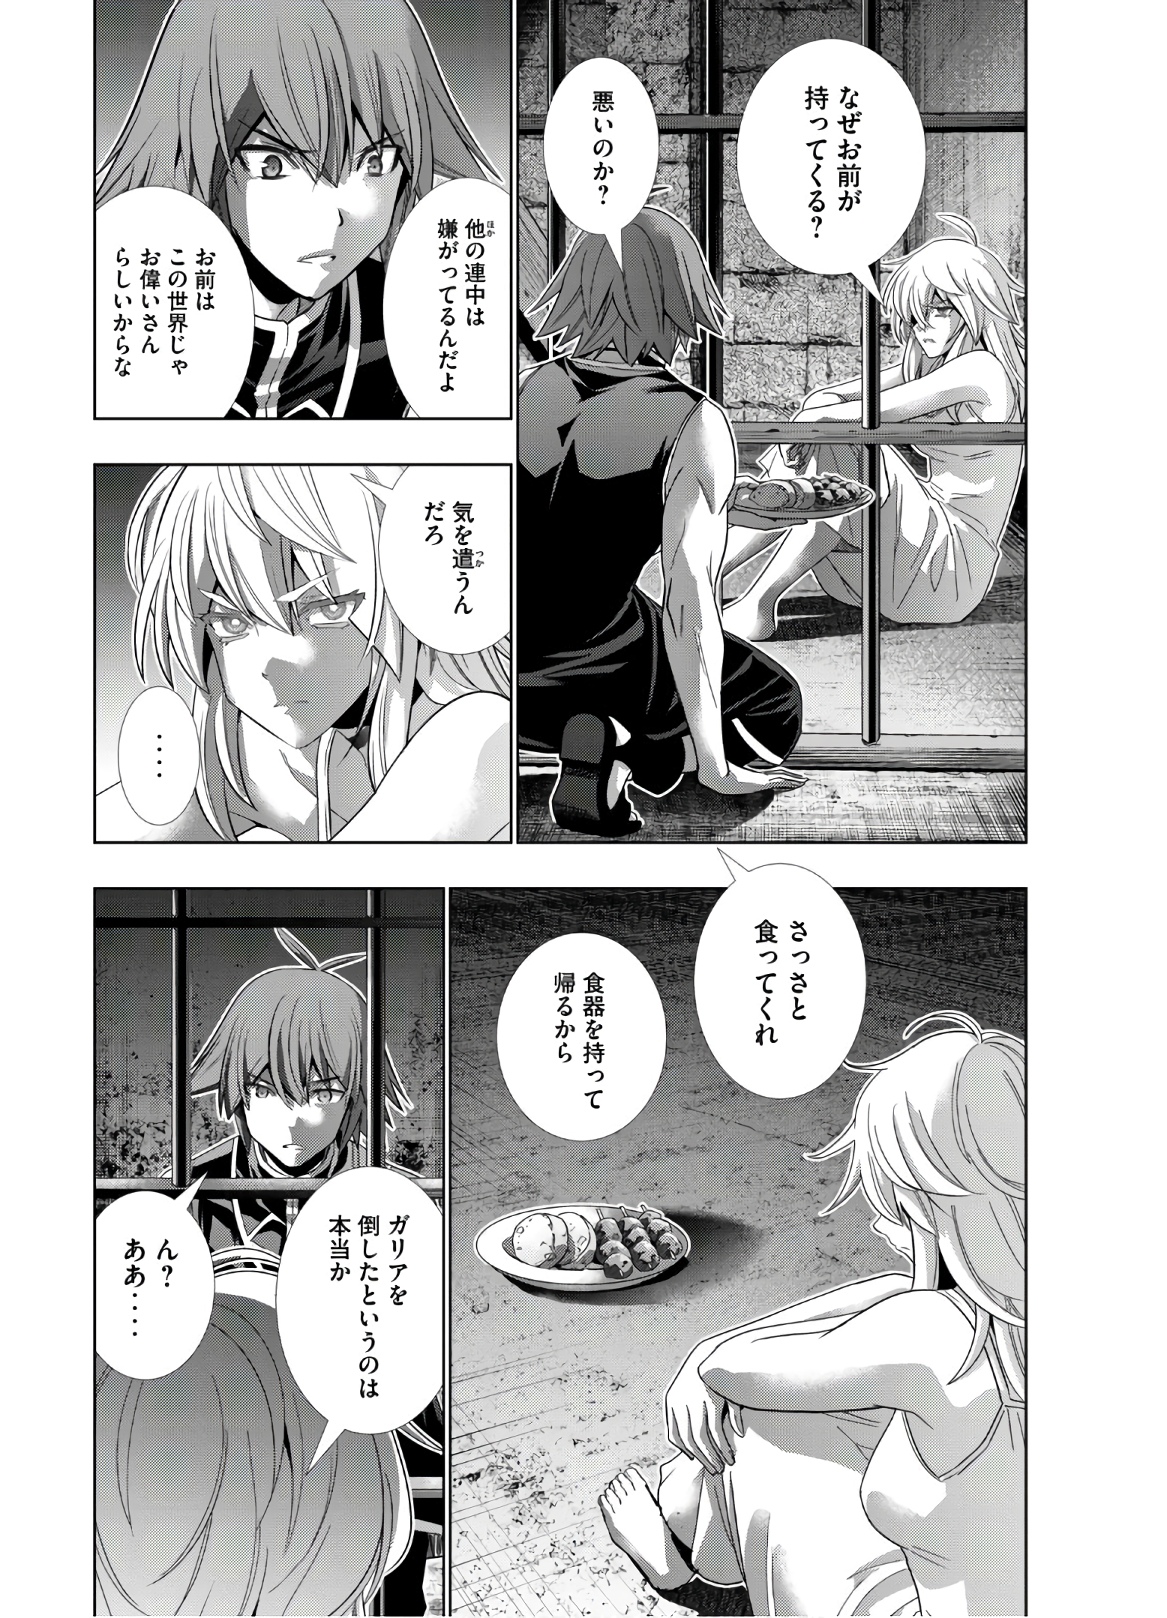 なぜお前が
持ってくる？
悪いのか？
他の連中は
ほか
嫌がってるんだよ
お前は
この世界じゃ
お偉いさん
らしいからな
気を遣うん
つか
だろ
・・・
さっさと
食ってくれ
食器を持って
帰るから
ガリアを
倒したというのは
本当か
ん？
ああ・・・・